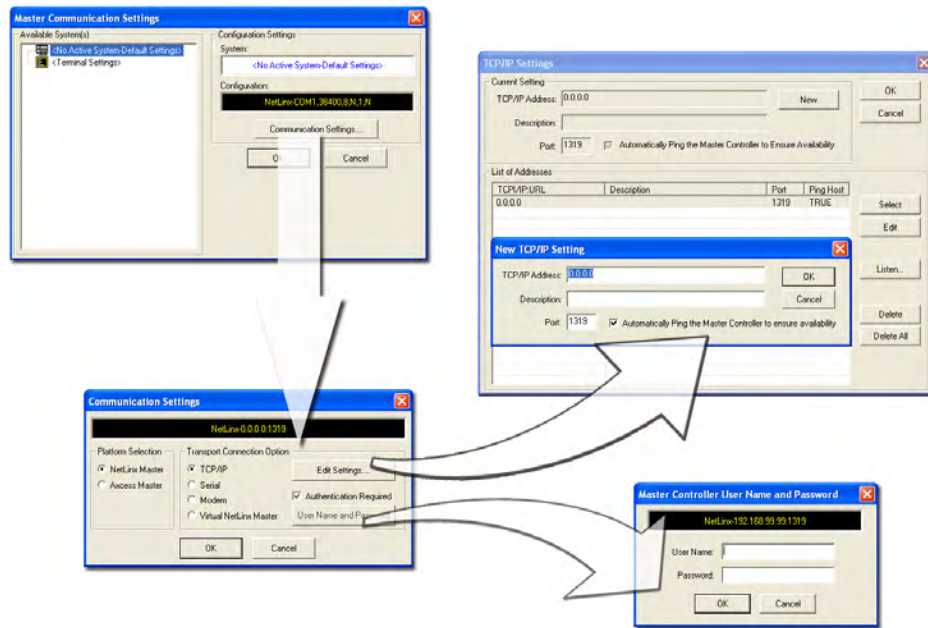 Master Communication Settings
Available System(s)
<No Active System-Default Settings>
<Terminal Settings>
Configuration Settings
System:
<No Active System-Default Settings>
Configuration:
NetLinx-COM1,38400,8,N,1,N
Communication Settings...
OK
Cancel
TCP/IP Settings
Current Setting
TCP/IP Address: 0.0.0.0
New
Description:
Port: 1319
Automatically Ping the Master Controller to Ensure Availability
OK
Cancel
List of Addresses
TCP/IP:URL Description Port Ping Host
0.0.0.0 1319 TRUE
Select
Edit
Listen...
Delete
Delete All
New TCP/IP Setting
TCP/IP Address: 0.0.0.0
OK
Description:
Cancel
Port: 1319
Automatically Ping the Master Controller to ensure availability
Communication Settings
NetLinx-0.0.0.0:1319
Platform Selection
NetLinx Master
Axcess Master
Transport Connection Option
TCP/IP
Serial
Modem
Virtual NetLinx Master
Edit Settings...
Authentication Required
User Name and Password
OK
Cancel
Master Controller User Name and Password
NetLinx-192.168.99.99:1319
User Name:
Password:
OK
Cancel